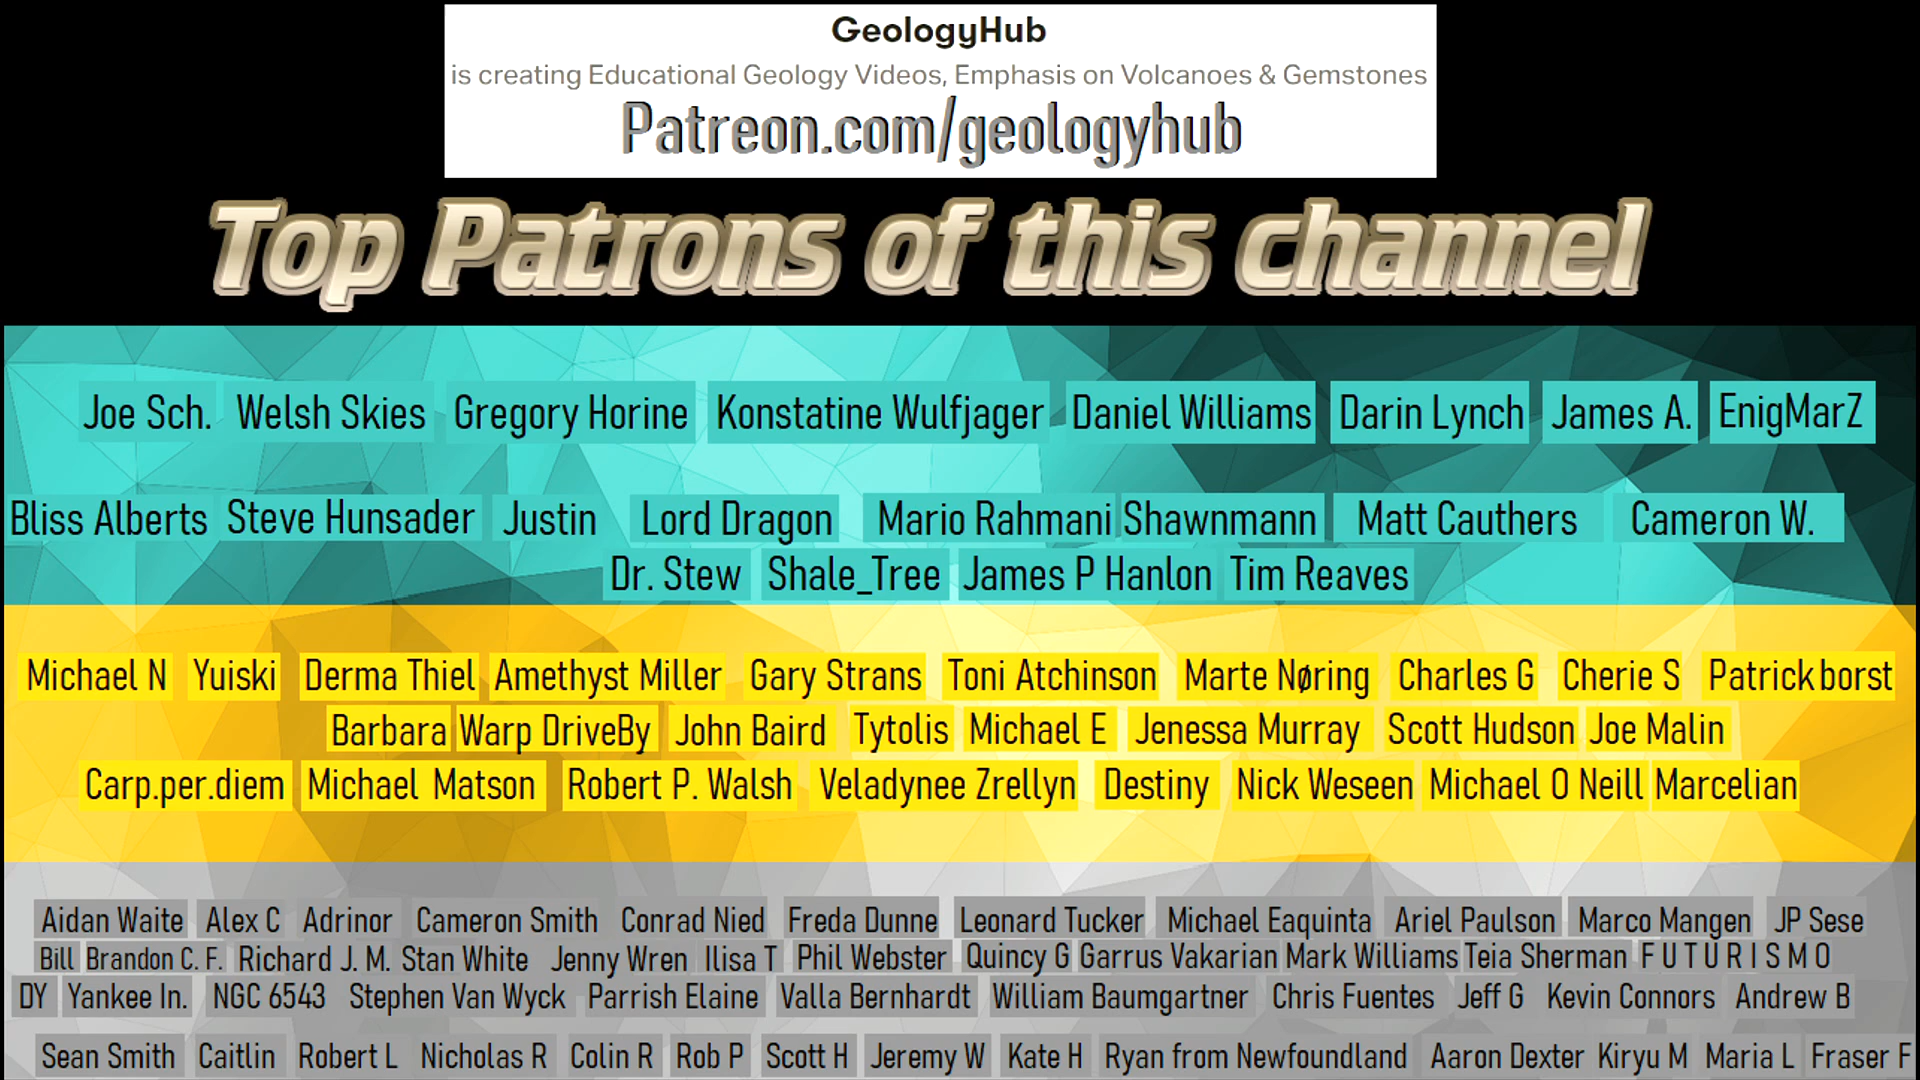 GeologyHub
is creating Educational Geology Videos, Emphasis on Volcanoes & Gemstones
Patreon.com/geologyhub
Top Patrons of this channel
Joe Sch. Welsh Skies Gregory Horine Konstatine Wulfjager Daniel Williams Darin Lynch James A. EnigMarZ
Bliss Alberts Steve Hunsader Justin Lord Dragon Mario Rahmani Shawnmann Matt Cauthers Cameron W.
Dr. Stew Shale_Tree James P Hanlon Tim Reaves
Michael N Yuiski Derma Thiel Amethyst Miller Gary Strans Toni Atchinson Marte Nøring Charles G Cherie S Patrick borst
Barbara Warp DriveBy John Baird Tytolis Michael E Jenessa Murray Scott Hudson Joe Malin
Carp.per.diem Michael Matson Robert P. Walsh Veladynee Zrellyn Destiny Nick Weseen Michael O Neill Marcelian
Aidan Waite Alex C Adrinor Cameron Smith Conrad Nied Freda Dunne Leonard Tucker Michael Eaquinta Ariel Paulson Marco Mangen JP Sese
Bill Brandon C. F. Richard J. M. Stan White Jenny Wren Ilisa T Phil Webster Quincy G Garrus Vakarian Mark Williams Teia Sherman F U T U R I S M O
DY Yankee In. NGC 6543 Stephen Van Wyck Parrish Elaine Valla Bernhardt William Baumgartner Chris Fuentes Jeff G Kevin Connors Andrew B
Sean Smith Caitlin Robert L Nicholas R Colin R Rob P Scott H Jeremy W Kate H Ryan from Newfoundland Aaron Dexter Kiryu M Maria L Fraser F